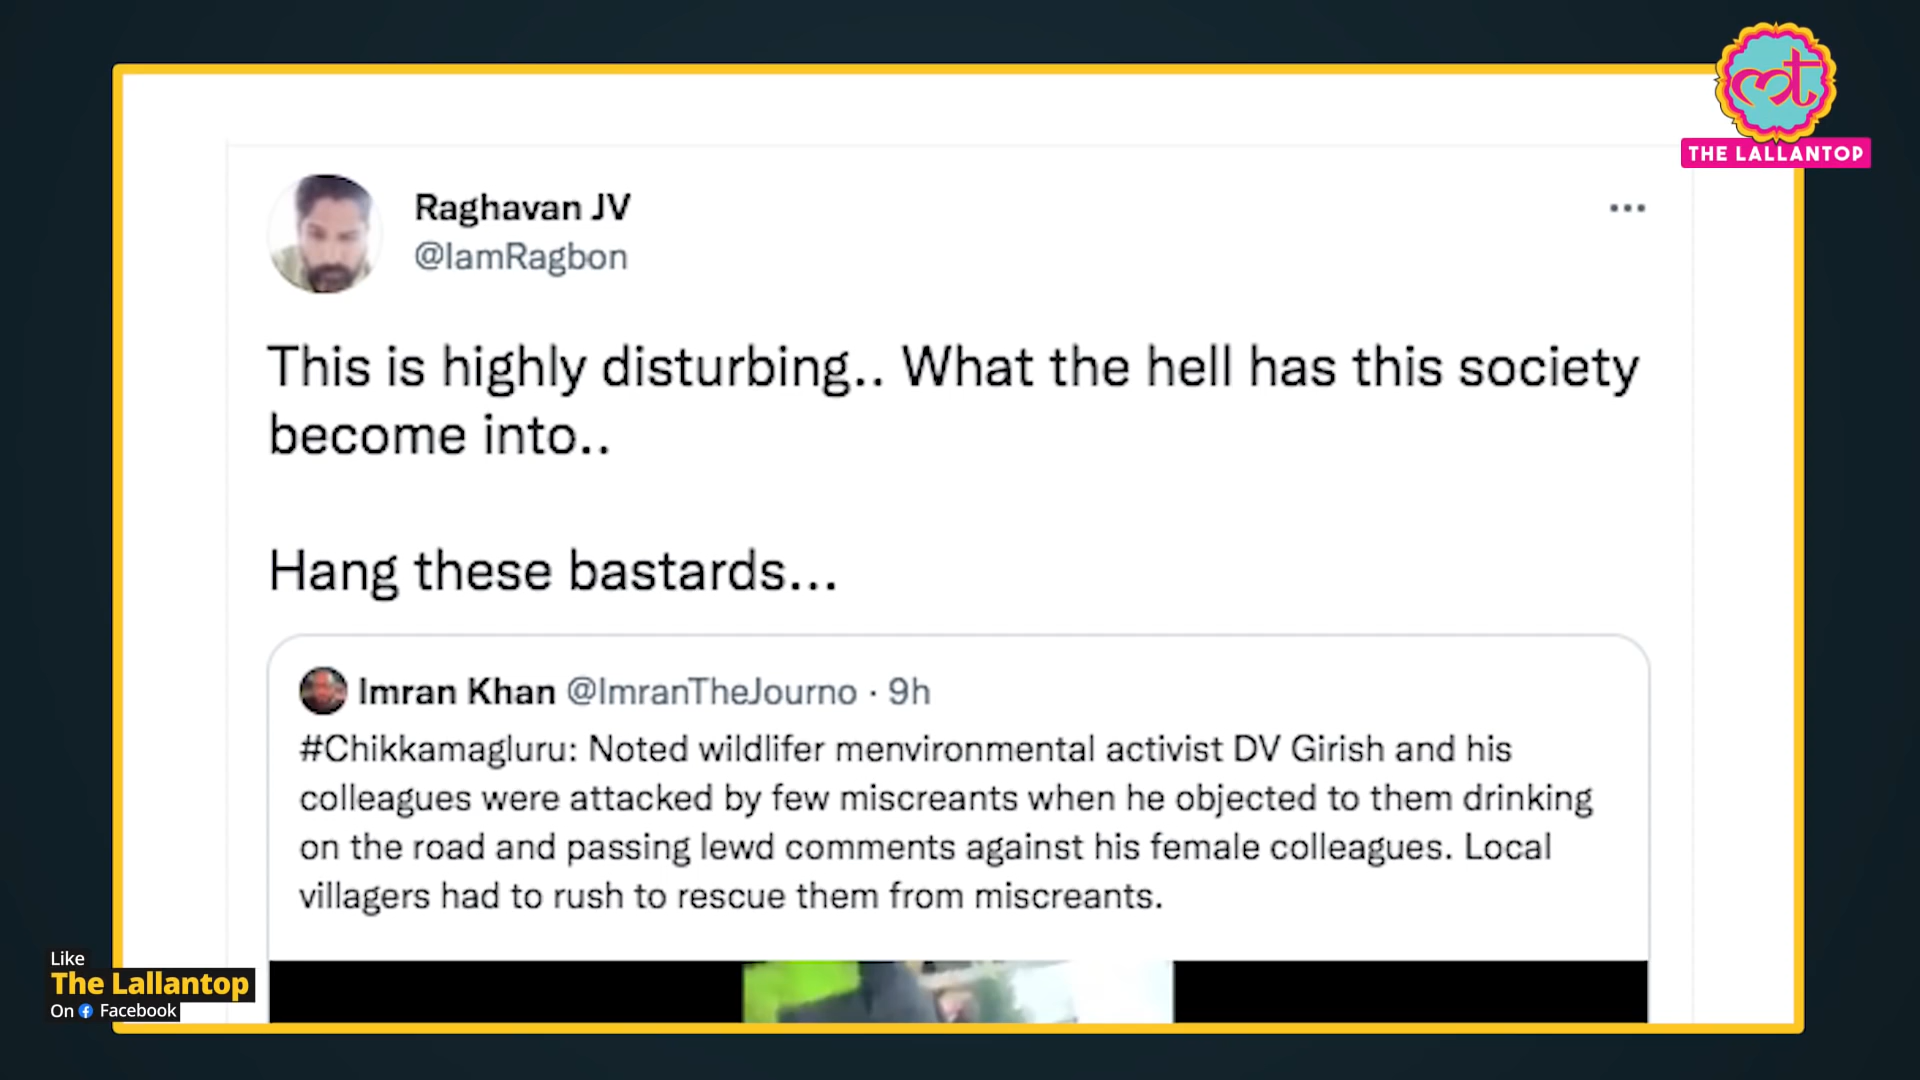 THE LALLANTOP
Raghavan JV
@IamRagbon
This is highly disturbing.. What the hell has this society
become into..
Hang these bastards...
Imran Khan @ImranTheJourno · 9h
#Chikkamagluru: Noted wildlifer menvironmental activist DV Girish and his
colleagues were attacked by few miscreants when he objected to them drinking
on the road and passing lewd comments against his female colleagues. Local
villagers had to rush to rescue them from miscreants.
Like
The Lallantop
On Facebook